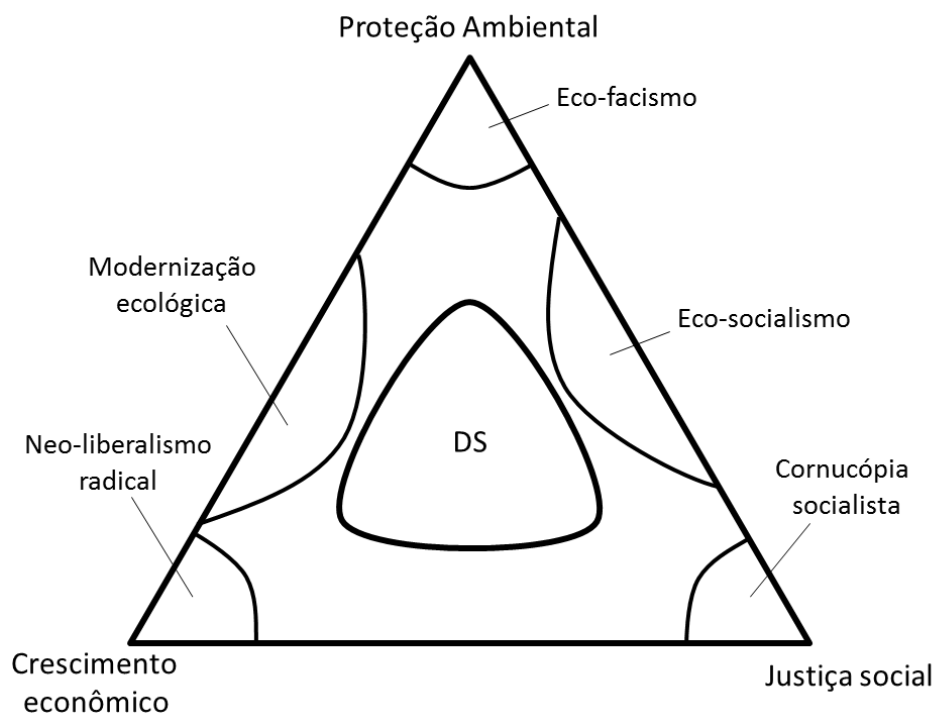 Proteção Ambiental
Eco-facismo
Modernização
ecológica
Eco-socialismo
Neo-liberalismo
radical
DS
Cornucópia
socialista
Crescimento
econômico
Justiça social